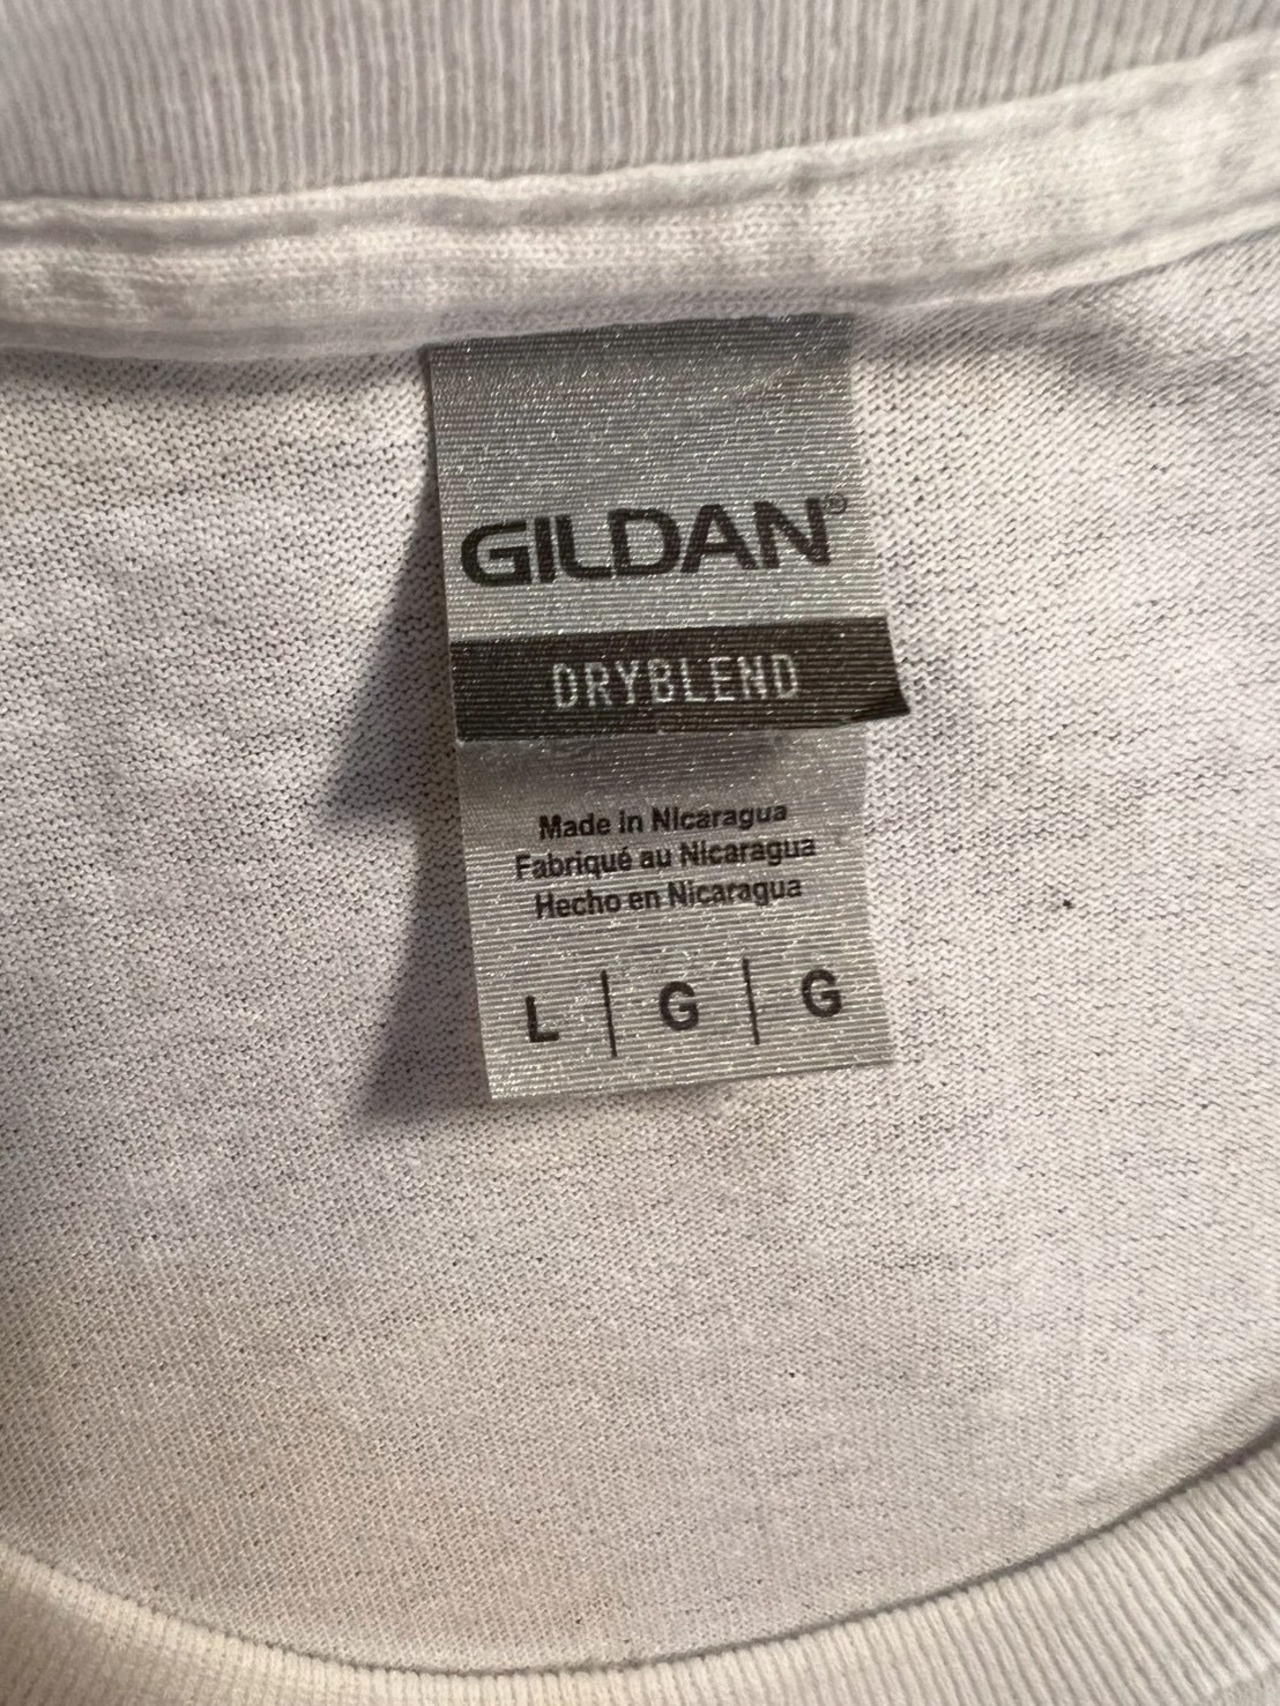 GILDAN®
DRYBLEND
Made in Nicaragua
Fabriqué au Nicaragua
Hecho en Nicaragua
L | G | G